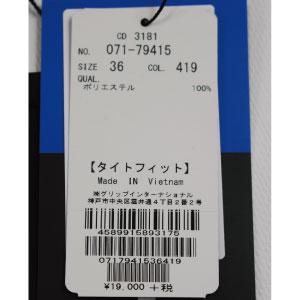 CD 3181
NO. 071-79415
SIZE 36 COL. 419
QUAL.
ポリエステル 100%
【タイトフィット】
Made IN Vietnam
㈱グリップインターナショナル
神戸市中央区篭井通4丁目2番2号
4589915893175
0717941536419
¥19,000 +税